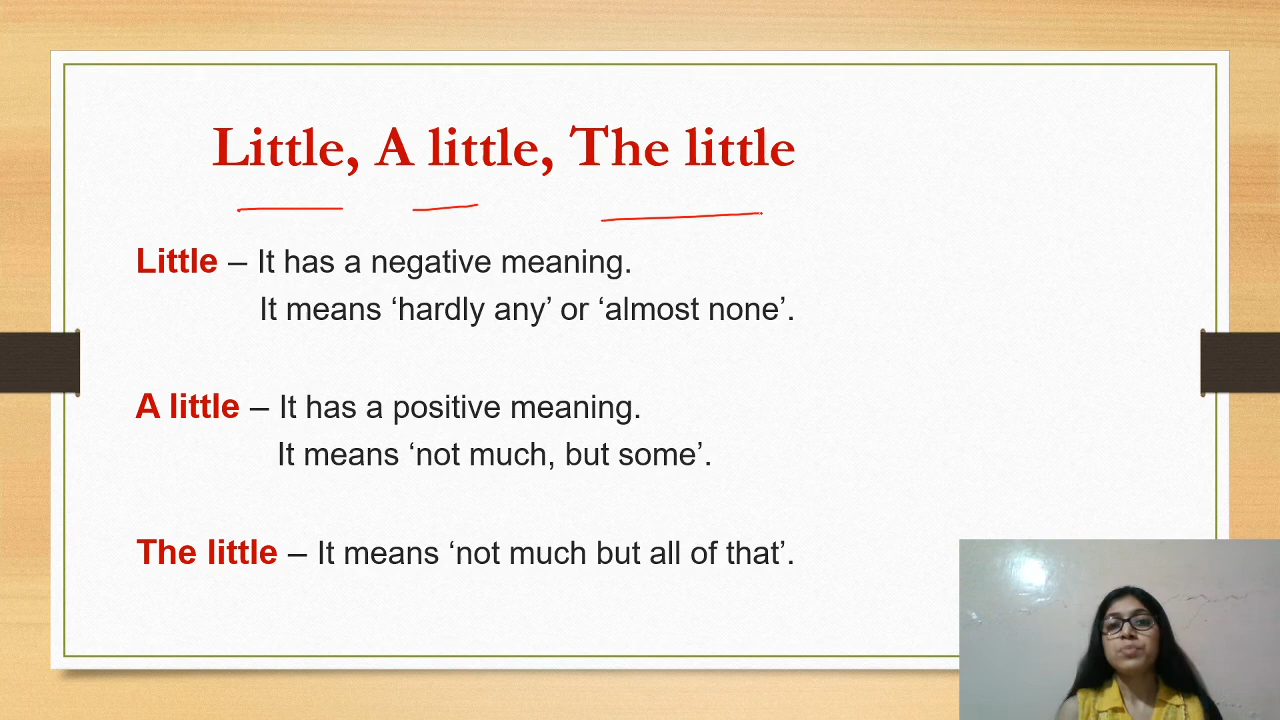 Little, A little, The little
Little – It has a negative meaning.
It means ‘hardly any’ or ‘almost none’.
A little – It has a positive meaning.
It means ‘not much, but some’.
The little – It means ‘not much but all of that’.